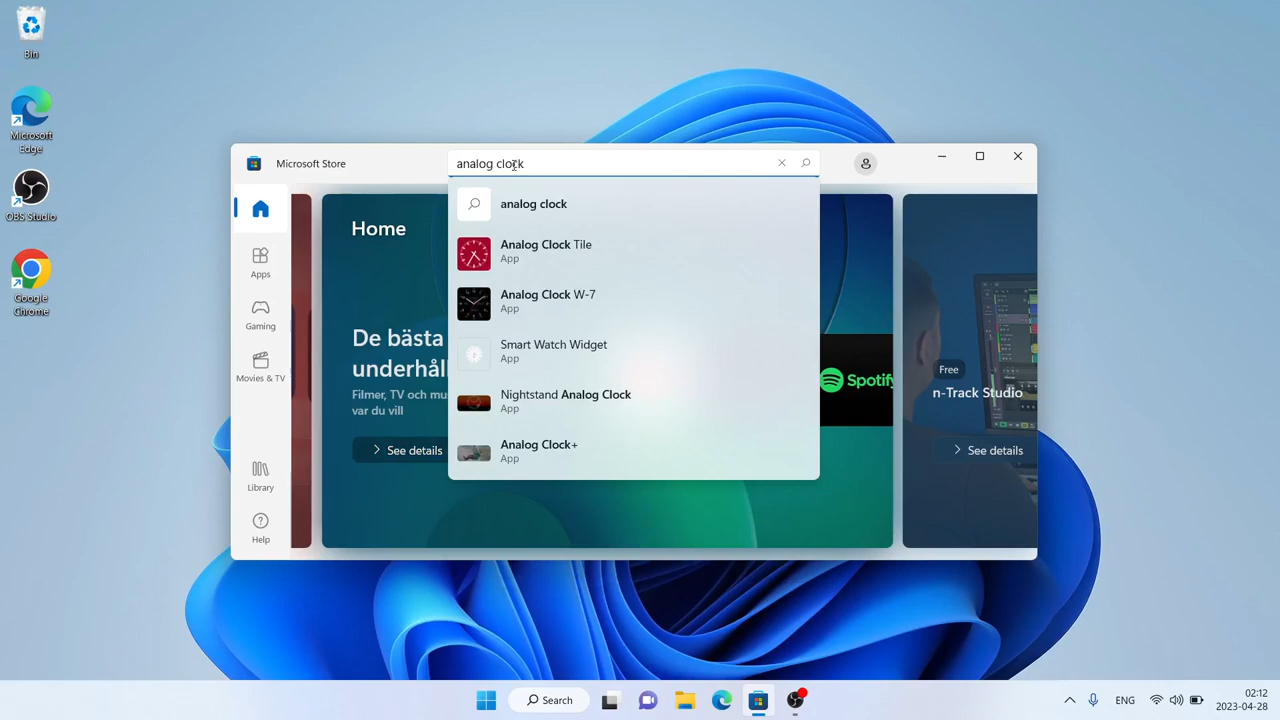 Bin
Microsoft
Edge
OBS Studio
Google
Chrome
Microsoft Store
analog clock
Apps
Gaming
Movies & TV
Library
Help
Home
De bästa
underhåll
Filmer, TV och mu
var du vill
See details
analog clock
Analog Clock Tile
App
Analog Clock W-7
App
Smart Watch Widget
App
Nightstand Analog Clock
App
Analog Clock+
App
Spotify
Free
n-Track Studio
See details
Search
ENG
02:12
2023-04-28